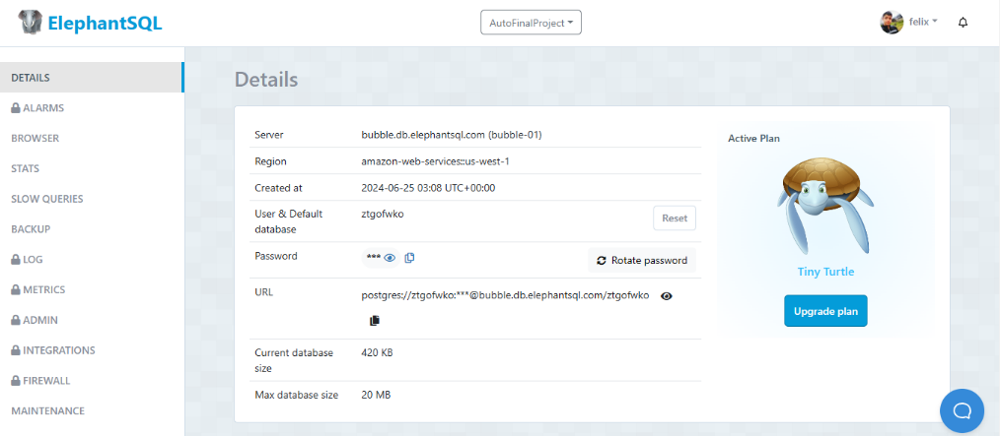 ElephantSQL
AutoFinalProject
felix
DETAILS
ALARMS
BROWSER
STATS
SLOW QUERIES
BACKUP
LOG
METRICS
ADMIN
INTEGRATIONS
FIREWALL
MAINTENANCE
Details
Server bubble.db.elephantsql.com (bubble-01)
Region amazon-web-services::us-west-1
Created at 2024-06-25 03:08 UTC+00:00
User & Default ztgofwko Reset
database
Password *** Rotate password
URL postgres://ztgofwko:***@bubble.db.elephantsql.com/ztgofwko
Current database 420 KB
size
Max database size 20 MB
Active Plan
Tiny Turtle
Upgrade plan